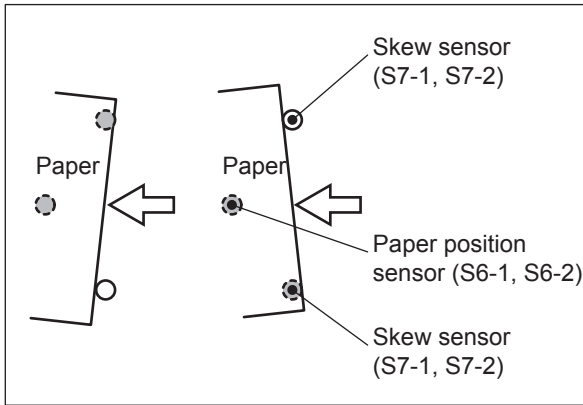 Skew sensor
(S7-1, S7-2)
Paper
Paper
Paper position
sensor (S6-1, S6-2)
Skew sensor
(S7-1, S7-2)